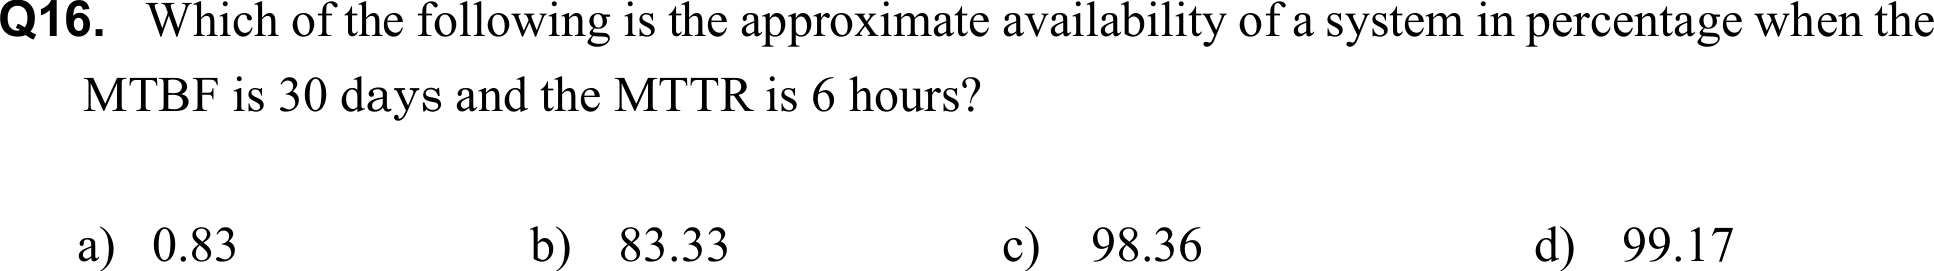 Q16. Which of the following is the approximate availability of a system in percentage when the
MTBF is 30 days and the MTTR is 6 hours?
a) 0.83 b) 83.33 c) 98.36 d) 99.17